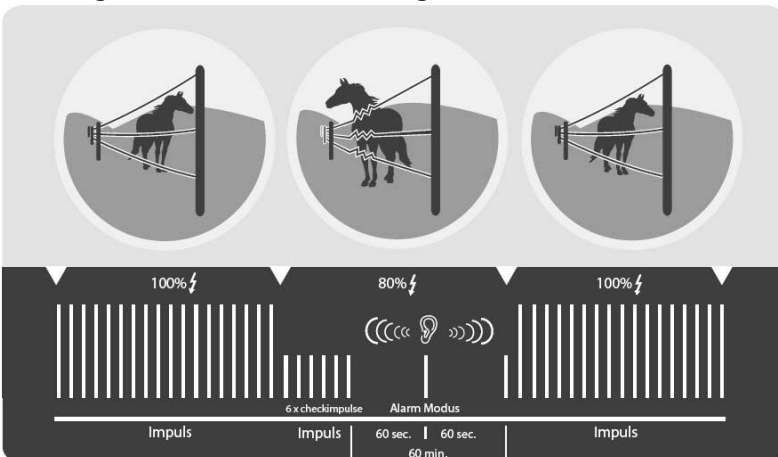 100% 80% 100%
6 x checkimpulse Alarm Modus
Impuls Impuls 60 sec. 60 sec. Impuls
60 min.